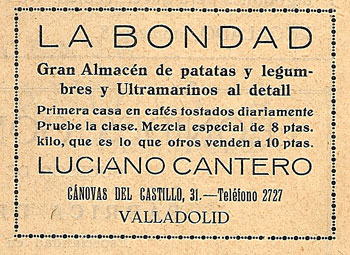 LA BONDAD
Gran Almacén de patatas y legum-
bres y Ultramarinos al detall
Primera casa en cafés tostados diariamente
Pruebe la clase. Mezcla especial de 8 ptas.
kilo, que es lo que otros venden a 10 ptas.
LUCIANO CANTERO
CÁNOVAS DEL CASTILLO, 31.—Teléfono 2727
VALLADOLID